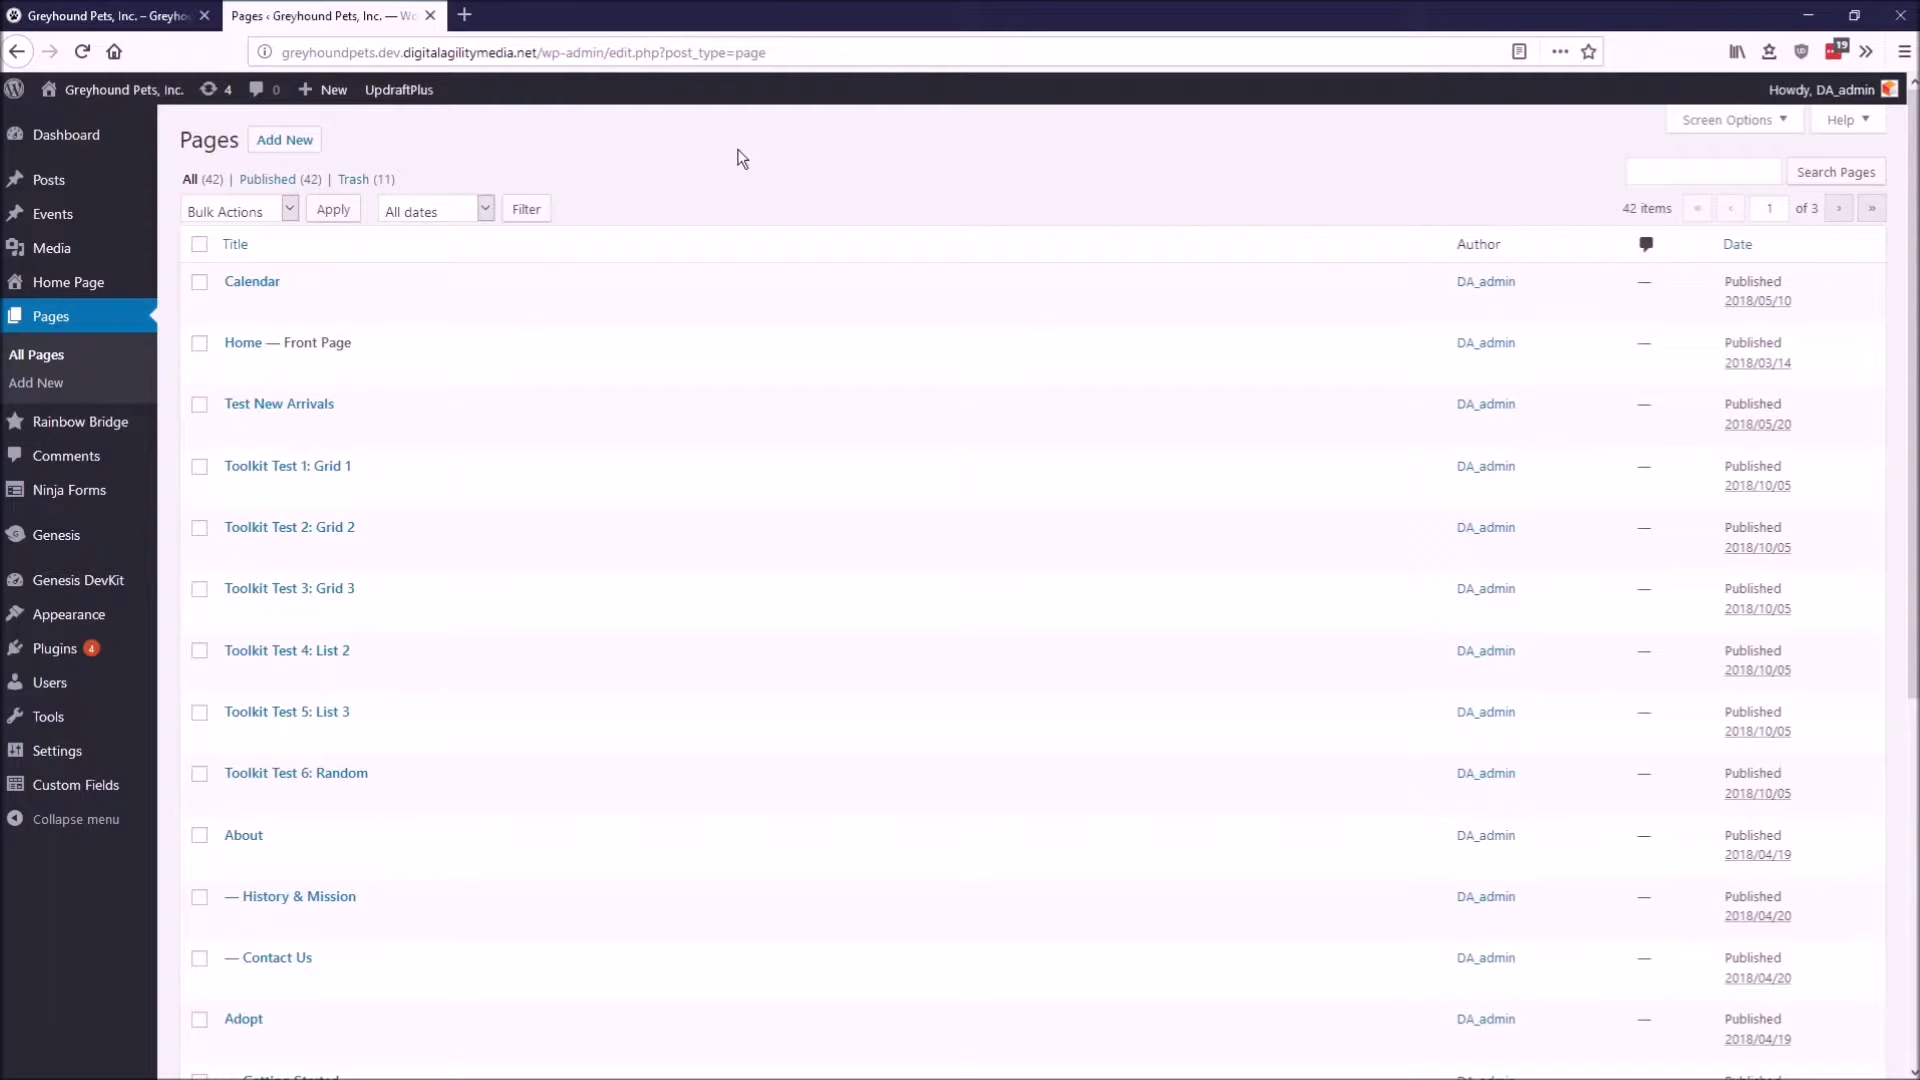 Greyhound Pets, Inc. – Greyho
Pages ‹ Greyhound Pets, Inc. — Wo
greyhoundpets.dev.digitalagilitymedia.net/wp-admin/edit.php?post_type=page
19
Greyhound Pets, Inc. 4 0 New UpdraftPlus
Howdy, DA_admin
Dashboard
Posts
Events
Media
Home Page
Pages
All Pages
Add New
Rainbow Bridge
Comments
Ninja Forms
Genesis
Genesis DevKit
Appearance
Plugins 4
Users
Tools
Settings
Custom Fields
Collapse menu
Screen Options Help
Pages Add New
All (42) | Published (42) | Trash (11)
Search Pages
Bulk Actions Apply All dates Filter
42 items « ‹ 1 of 3 › »
Title Author Date
Calendar DA_admin — Published
2018/05/10
Home — Front Page DA_admin — Published
2018/03/14
Test New Arrivals DA_admin — Published
2018/05/20
Toolkit Test 1: Grid 1 DA_admin — Published
2018/10/05
Toolkit Test 2: Grid 2 DA_admin — Published
2018/10/05
Toolkit Test 3: Grid 3 DA_admin — Published
2018/10/05
Toolkit Test 4: List 2 DA_admin — Published
2018/10/05
Toolkit Test 5: List 3 DA_admin — Published
2018/10/05
Toolkit Test 6: Random DA_admin — Published
2018/10/05
About DA_admin — Published
2018/04/19
— History & Mission DA_admin — Published
2018/04/20
— Contact Us DA_admin — Published
2018/04/20
Adopt DA_admin — Published
2018/04/19